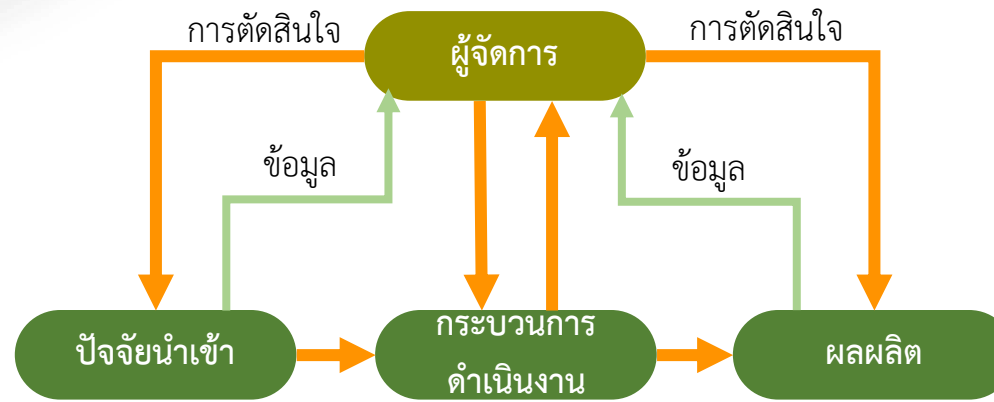 การตัดสินใจ
ผู้จัดการ
การตัดสินใจ
ข้อมูล
ข้อมูล
ปัจจัยนำเข้า
กระบวนการ
ดำเนินงาน
ผลผลิต